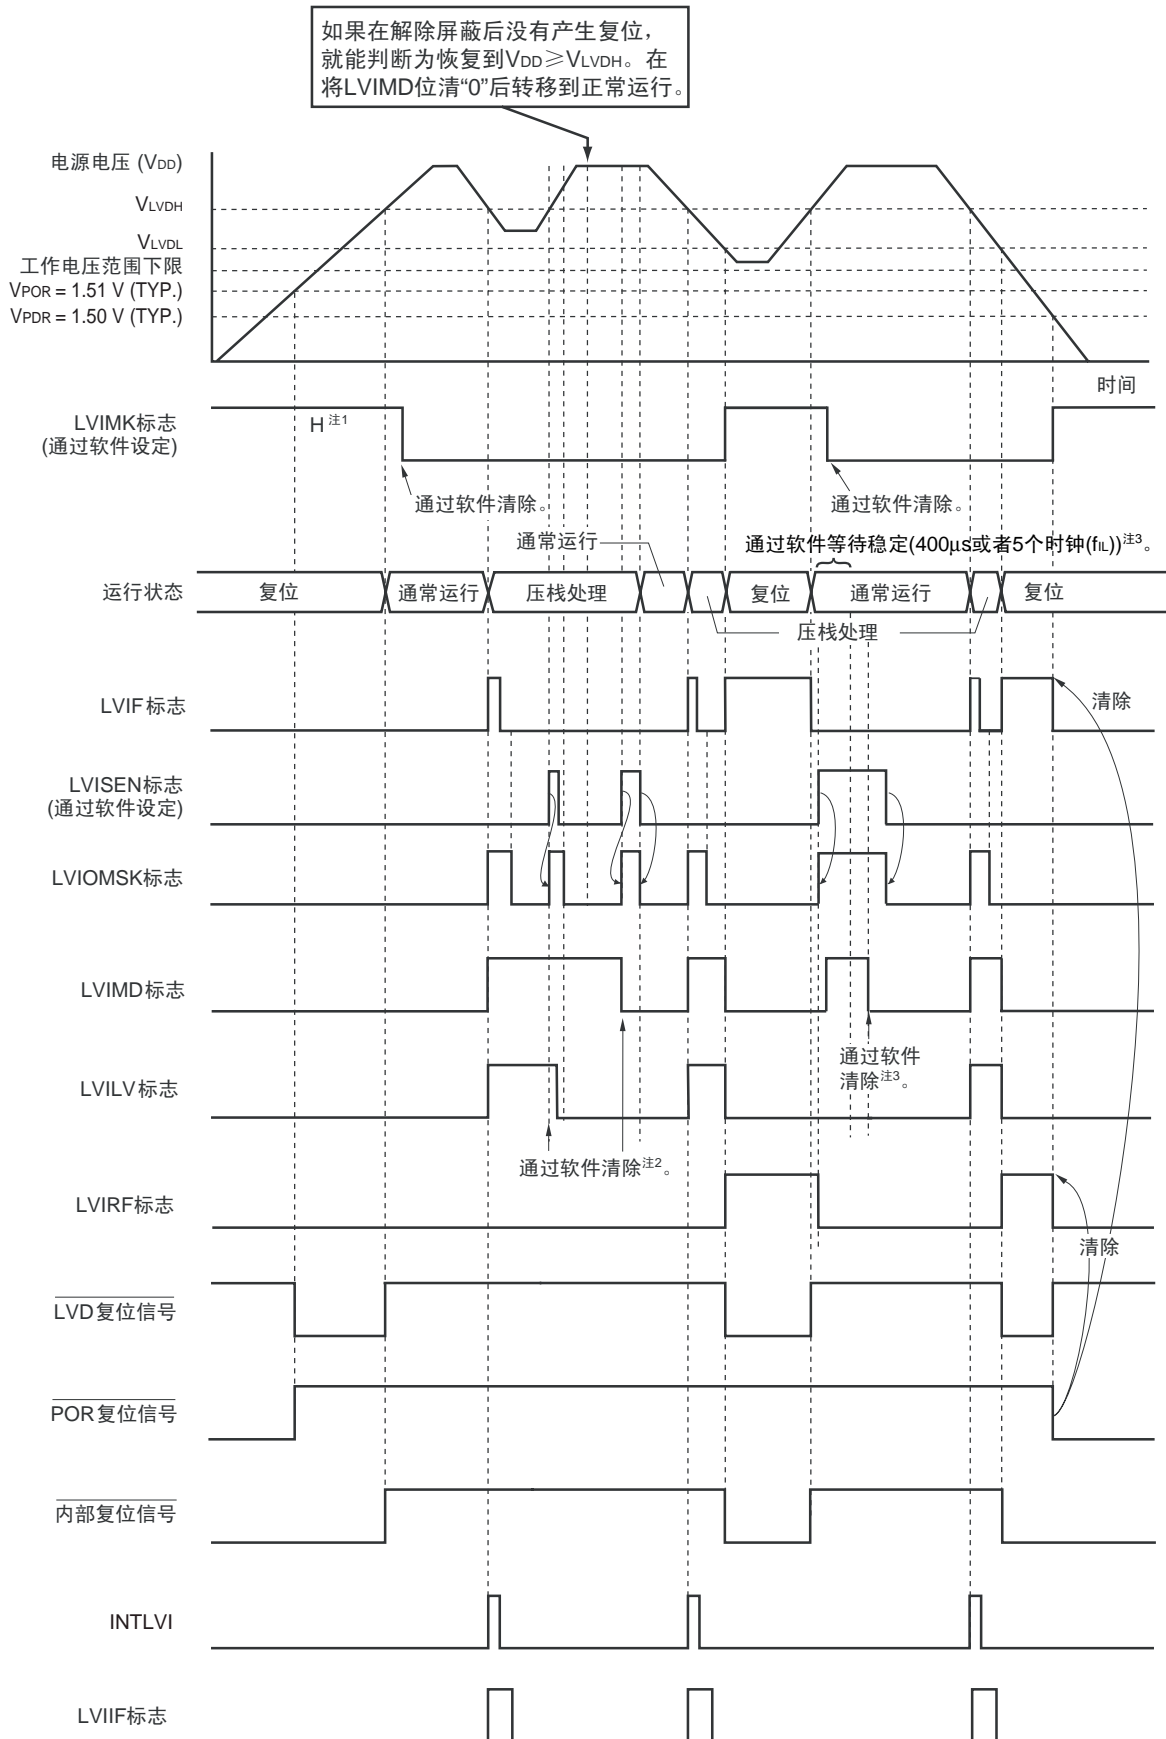 如果在解除屏蔽后没有产生复位，
就能判断为恢复到VDD≥VLVDH。在
将LVIMD位清“0”后转移到正常运行。
电源电压 (VDD)
VLVDH
VLVDL
工作电压范围下限
VPOR = 1.51 V (TYP.)
VPDR = 1.50 V (TYP.)
时间
LVIMK标志
(通过软件设定)
H 注1
通过软件清除。
通过软件清除。
通常运行
通过软件等待稳定(400μs或者5个时钟(fIL))注3。
运行状态
复位
通常运行
压栈处理
复位
通常运行
复位
压栈处理
LVIF标志
清除
LVISEN标志
(通过软件设定)
LVIOMSK标志
LVIMD标志
通过软件
清除注3。
LVILV标志
通过软件清除注2。
LVIRF标志
清除
LVD复位信号
POR复位信号
内部复位信号
INTLVI
LVIIF标志